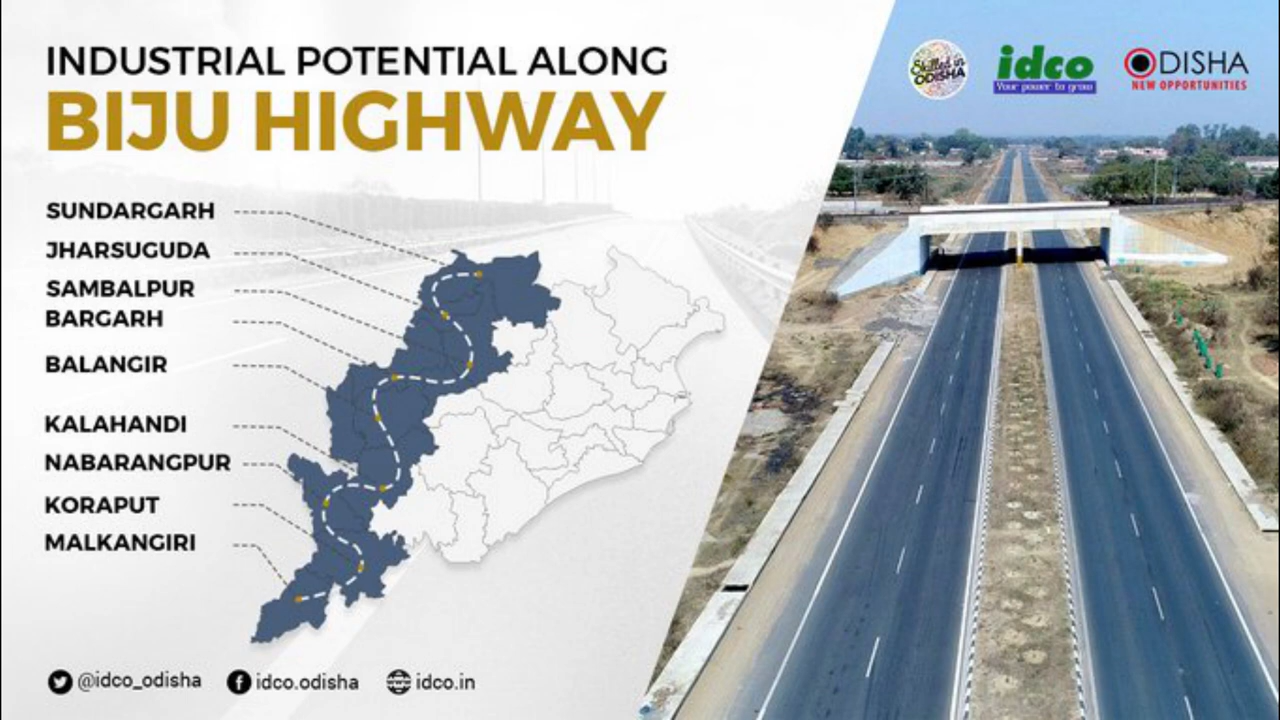 INDUSTRIAL POTENTIAL ALONG
BIJU HIGHWAY
SUNDARGARH
JHARSUGUDA
SAMBALPUR
BARGARH
BALANGIR
KALAHANDI
NABARANGPUR
KORAPUT
MALKANGIRI
@idco_odisha
idco.odisha
idco.in
Skilled in
ODISHA
idco
Your power to grow
ODISHA
NEW OPPORTUNITIES